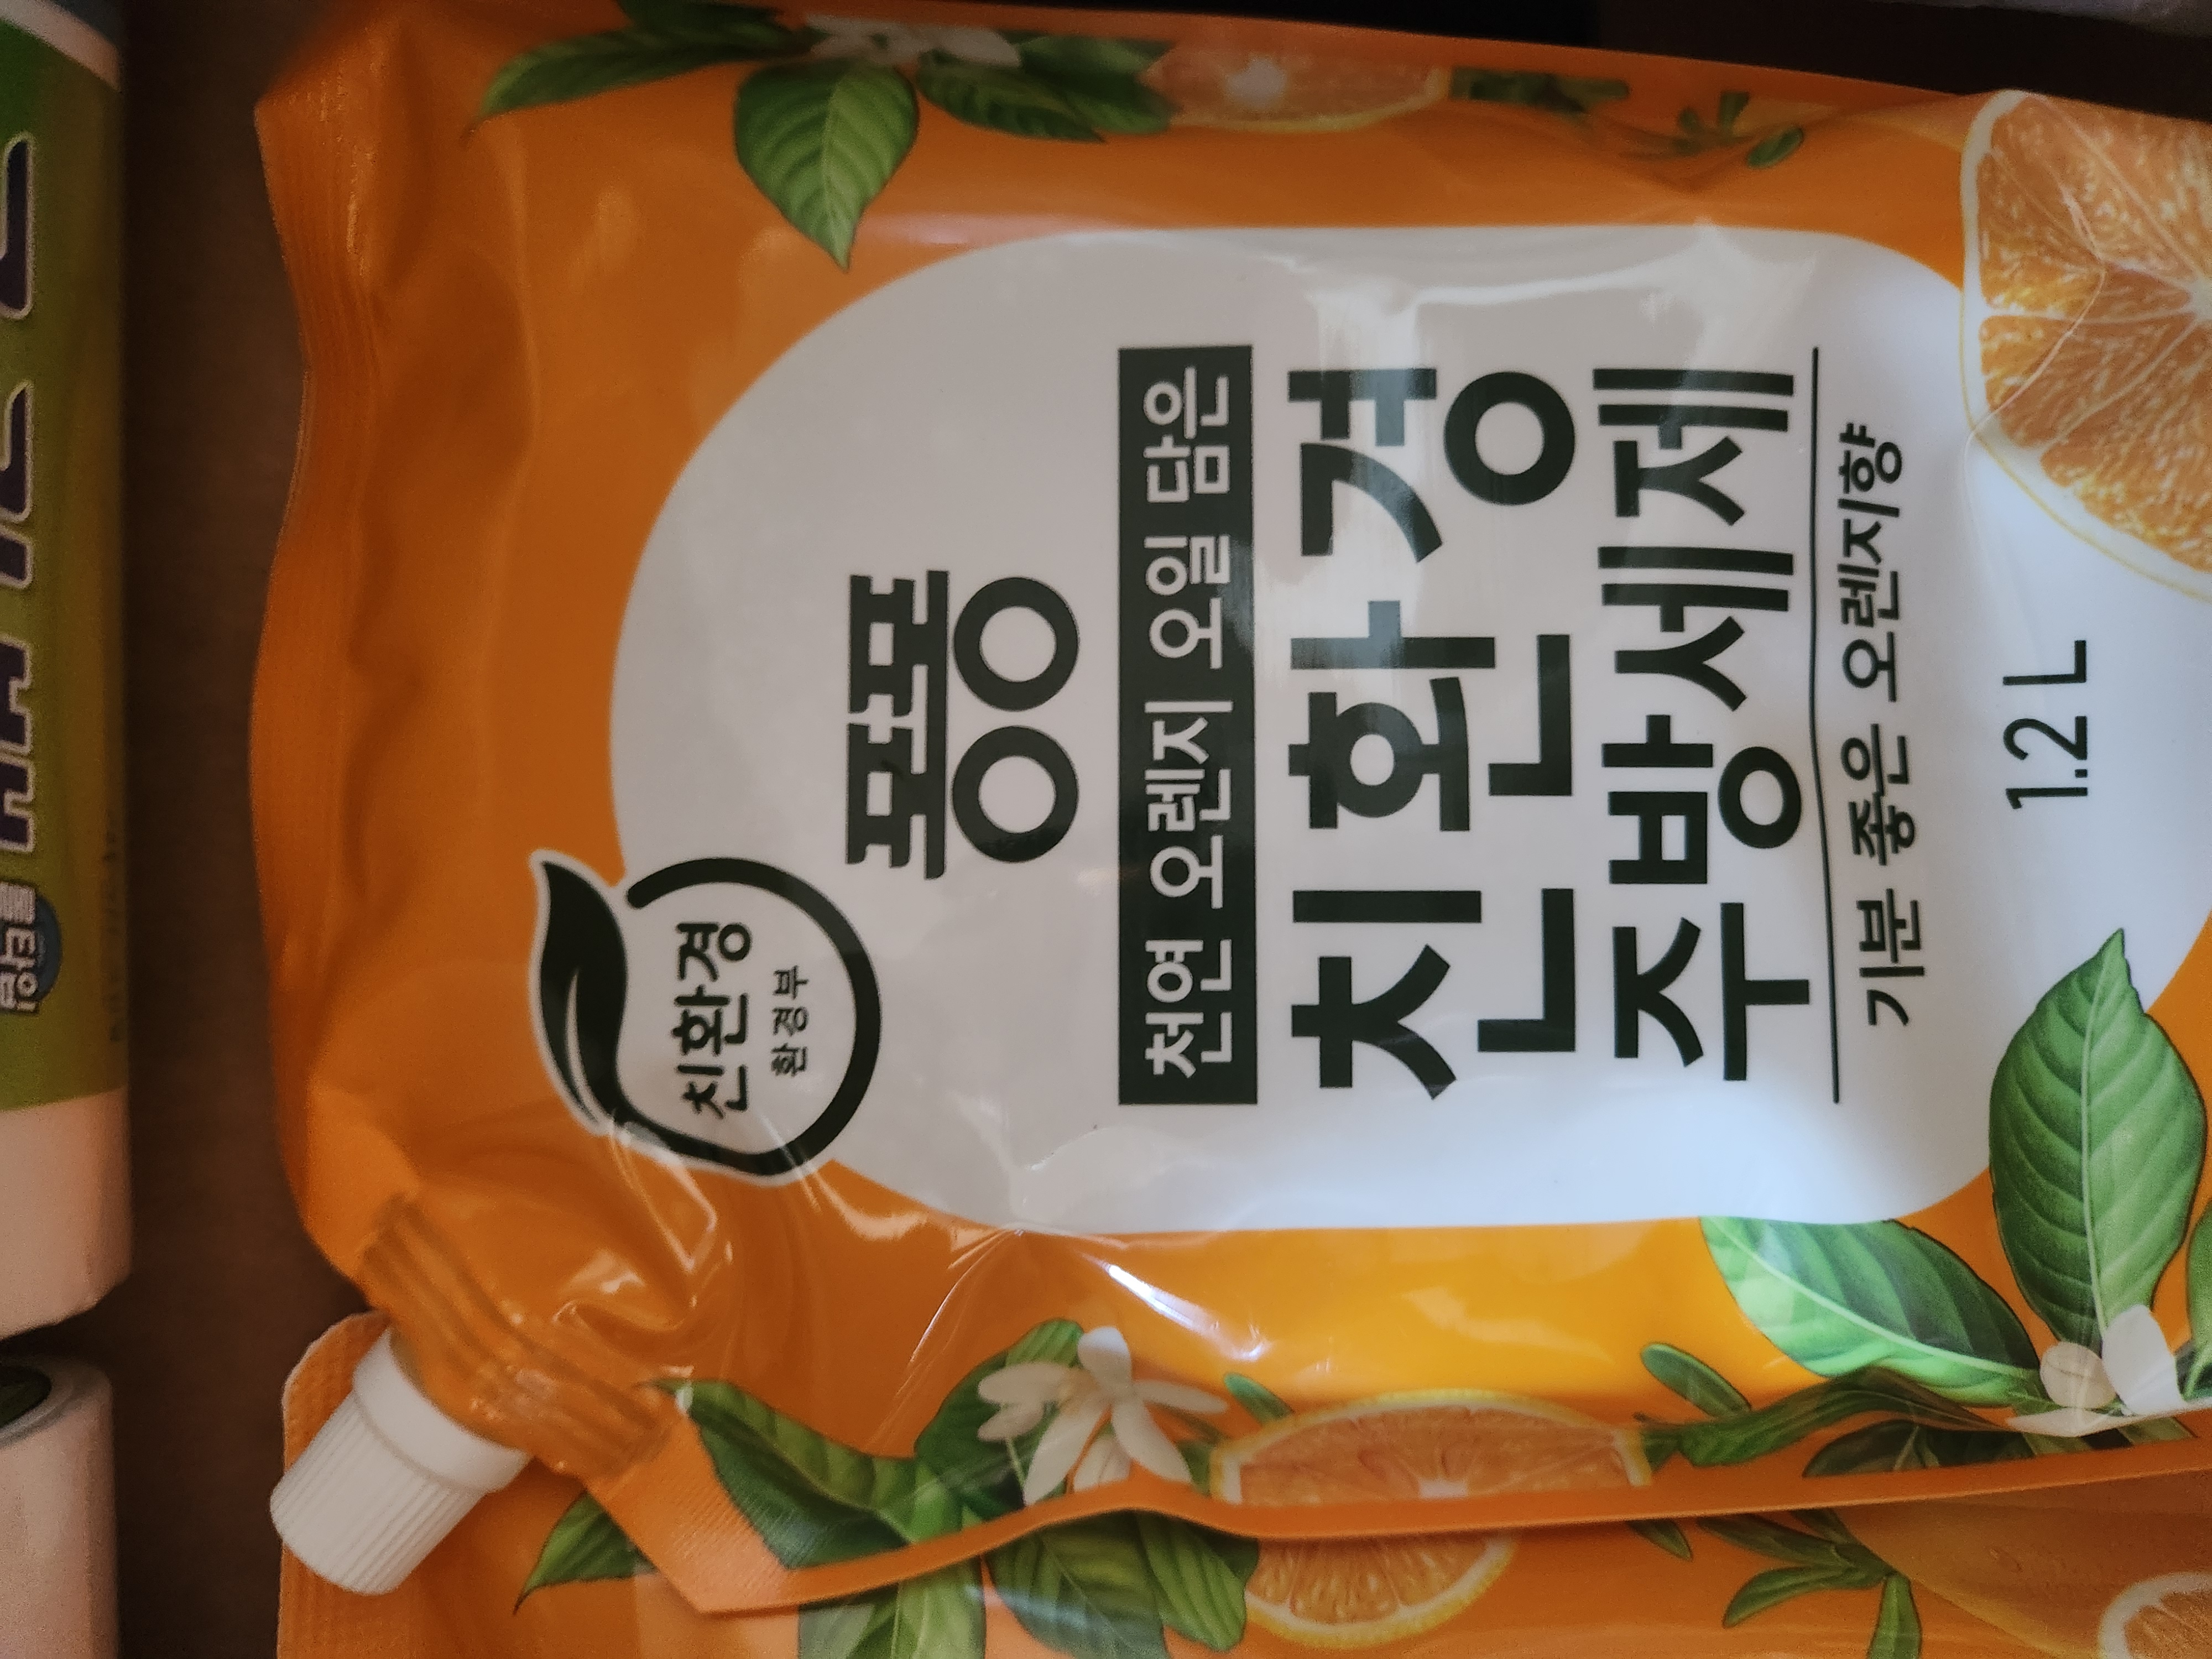 친환경
환경부
퐁퐁
천연 오렌지 오일 담은
친환경
주방세제
기분 좋은 오렌지향
1.2 L